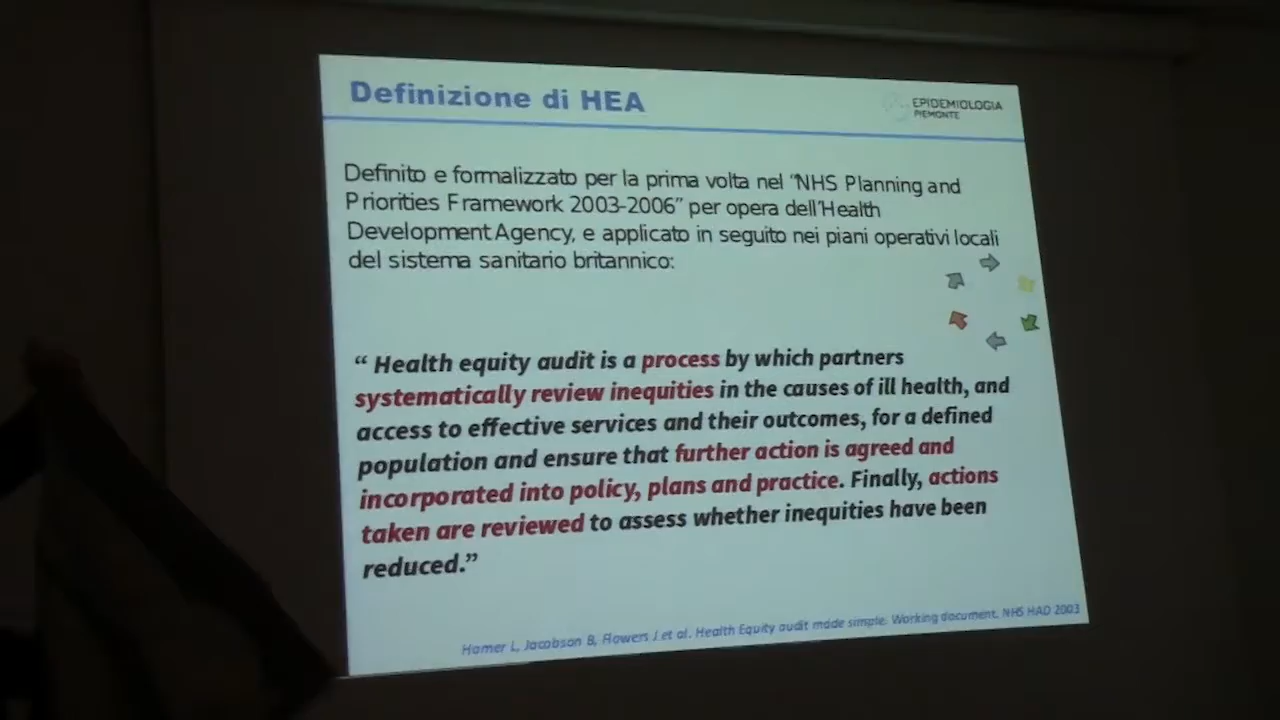 Definizione di HEA
EPIDEMIOLOGIA
PIEMONTE
Definito e formalizzato per la prima volta nel “NHS Planning and
Priorities Framework 2003-2006” per opera dell’Health
Development Agency, e applicato in seguito nei piani operativi locali
del sistema sanitario britannico:
“ Health equity audit is a process by which partners
systematically review inequities in the causes of ill health, and
access to effective services and their outcomes, for a defined
population and ensure that further action is agreed and
incorporated into policy, plans and practice. Finally, actions
taken are reviewed to assess whether inequities have been
reduced.”
Hamer L, Jacobson B, Flowers J.et al. Health Equity audit made simple. Working document. NHS HAD 2003